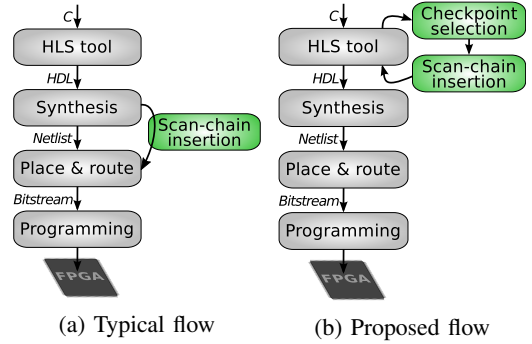 C
HLS tool
HDL
Synthesis
Scan-chain
insertion
Netlist
Place & route
Bitstream
Programming
FPGA
(a) Typical flow
C
Checkpoint
selection
HLS tool
Scan-chain
insertion
HDL
Synthesis
Netlist
Place & route
Bitstream
Programming
FPGA
(b) Proposed flow